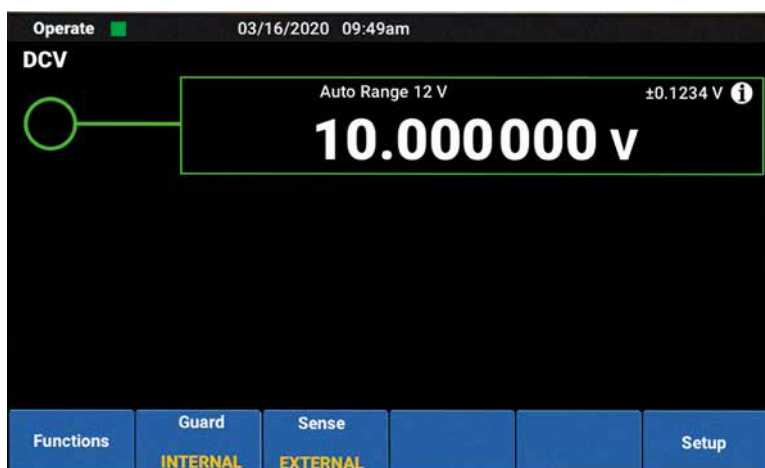 Operate 03/16/2020 09:49am
DCV
Auto Range 12 V ±0.1234 V i
10.000000 V
Functions
Guard
INTERNAL
Sense
EXTERNAL
Setup